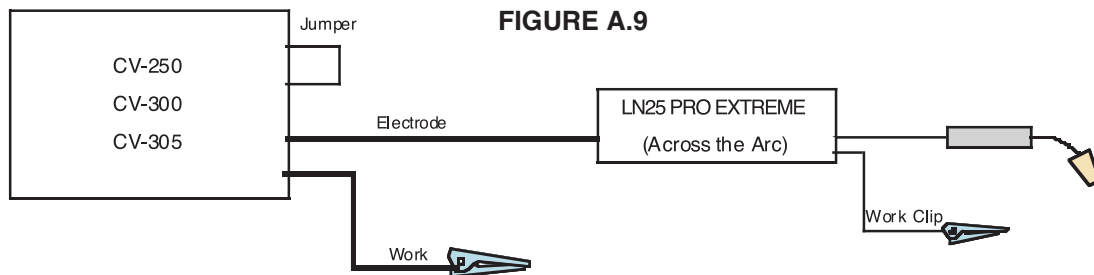 FIGURE A.9
Jumper
CV-250
CV-300
CV-305
Electrode
LN25 PRO EXTREME
(Across the Arc)
Work Clip
Work